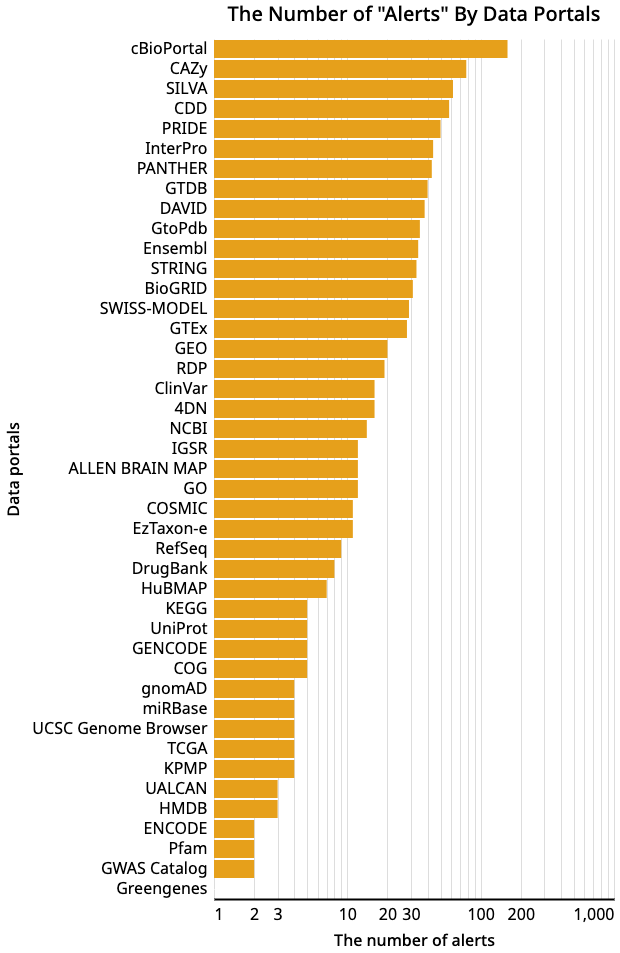 The Number of "Alerts" By Data Portals
Data portals
cBioPortal
CAZy
SILVA
CDD
PRIDE
InterPro
PANTHER
GTDB
DAVID
GtoPdb
Ensembl
STRING
BioGRID
SWISS-MODEL
GTEx
GEO
RDP
ClinVar
4DN
NCBI
IGSR
ALLEN BRAIN MAP
GO
COSMIC
EzTaxon-e
RefSeq
DrugBank
HuBMAP
KEGG
UniProt
GENCODE
COG
gnomAD
miRBase
UCSC Genome Browser
TCGA
KPMP
UALCAN
HMDB
ENCODE
Pfam
GWAS Catalog
Greengenes
1 2 3 10 20 30 100 200 1,000
The number of alerts